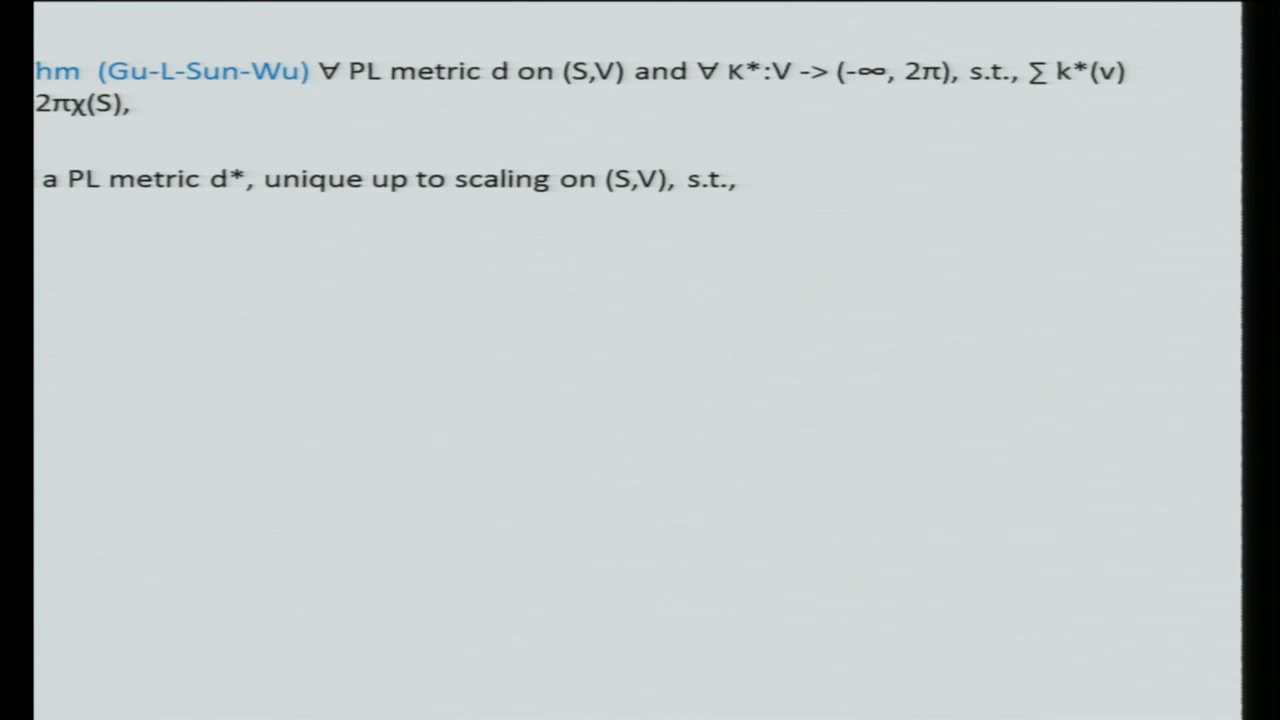 hm (Gu-L-Sun-Wu) ∀ PL metric d on (S,V) and ∀ K*:V -> (-∞, 2π), s.t., ∑ k*(v)
2πχ(S),
a PL metric d*, unique up to scaling on (S,V), s.t.,